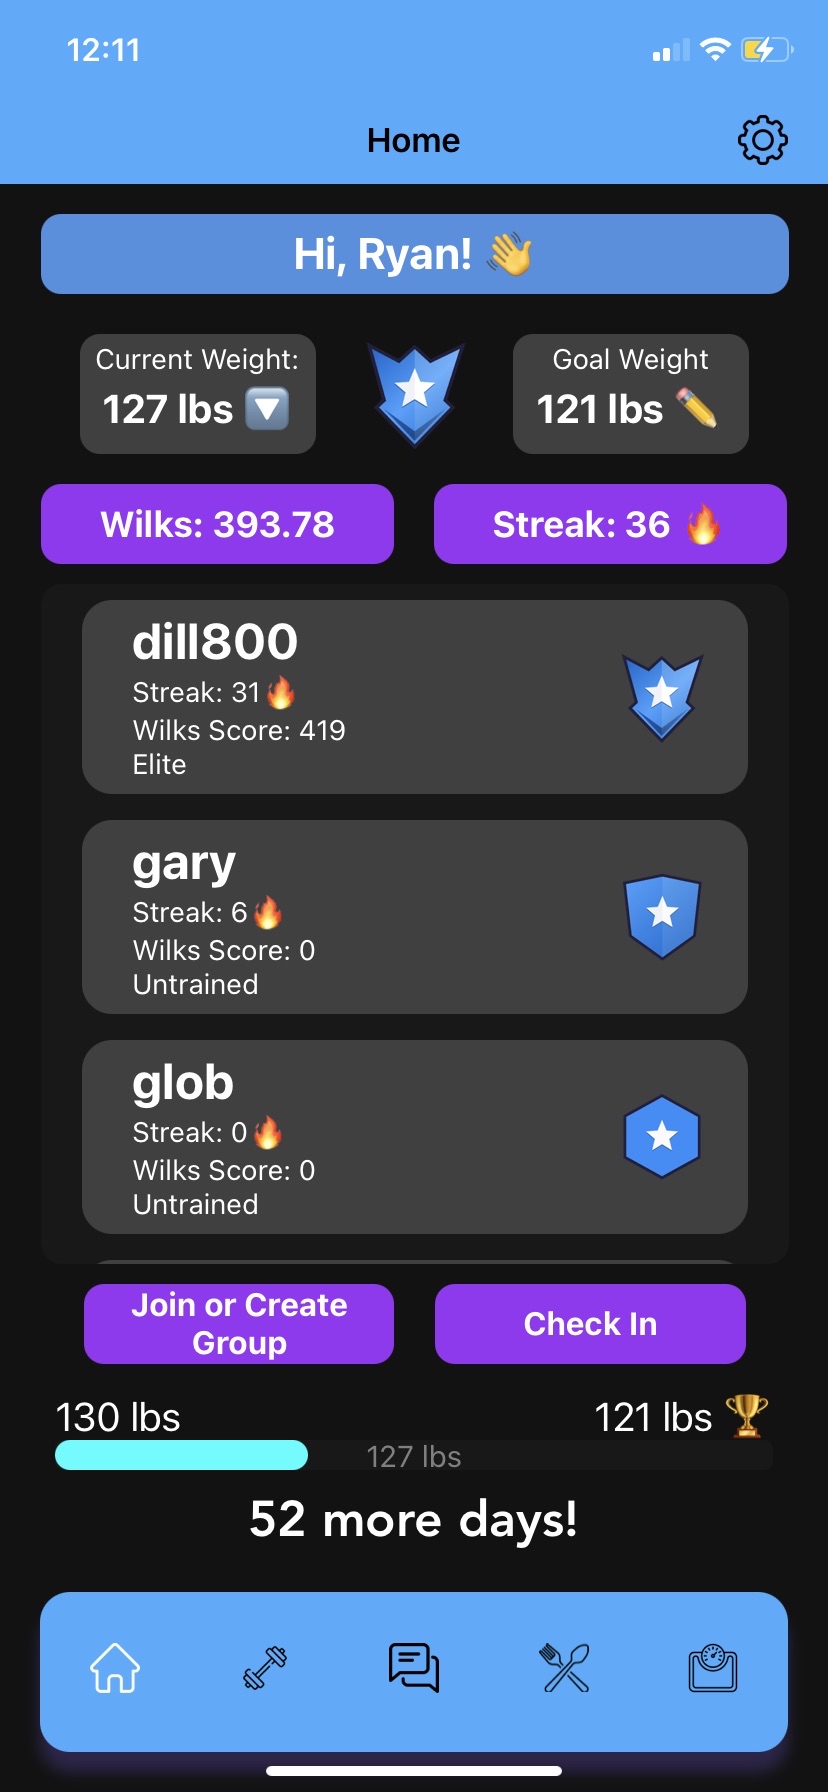 12:11
Home
Hi, Ryan! 👋
Current Weight:
127 lbs 🔽
Goal Weight
121 lbs ✏️
Wilks: 393.78
Streak: 36 🔥
dill800
Streak: 31🔥
Wilks Score: 419
Elite
gary
Streak: 6🔥
Wilks Score: 0
Untrained
glob
Streak: 0🔥
Wilks Score: 0
Untrained
Join or Create
Group
Check In
130 lbs
121 lbs 🏆
127 lbs
52 more days!